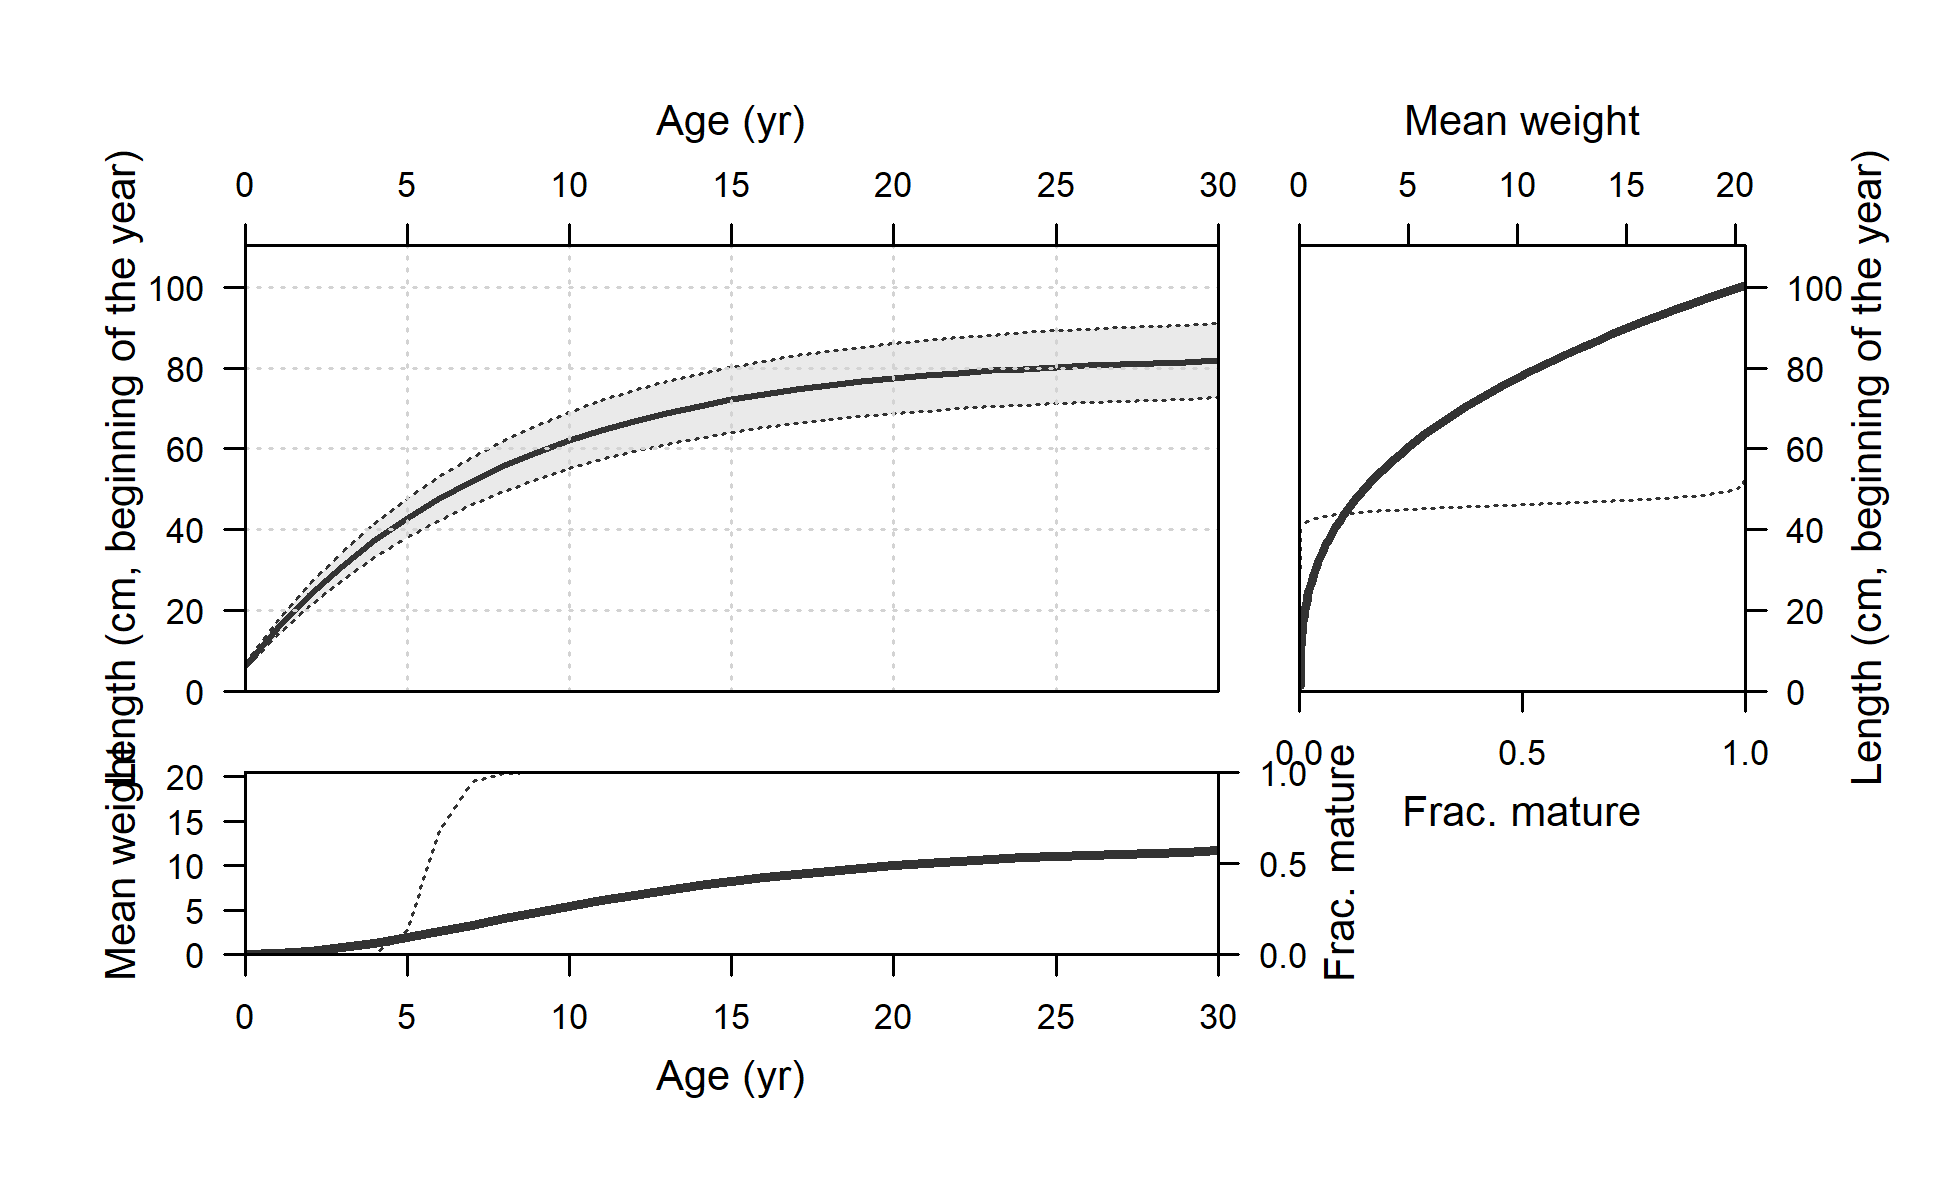 Age (yr)
0 5 10 15 20 25 30
Length (cm, beginning of the year)
100
80
60
40
20
0
Mean weight
0 5 10 15 20
100
80
60
40
20
0
Length (cm, beginning of the year)
0.0 0.5 1.0
Frac. mature
Mean weight
20
15
10
5
0
1.0
0.5
0.0
Frac. mature
0 5 10 15 20 25 30
Age (yr)